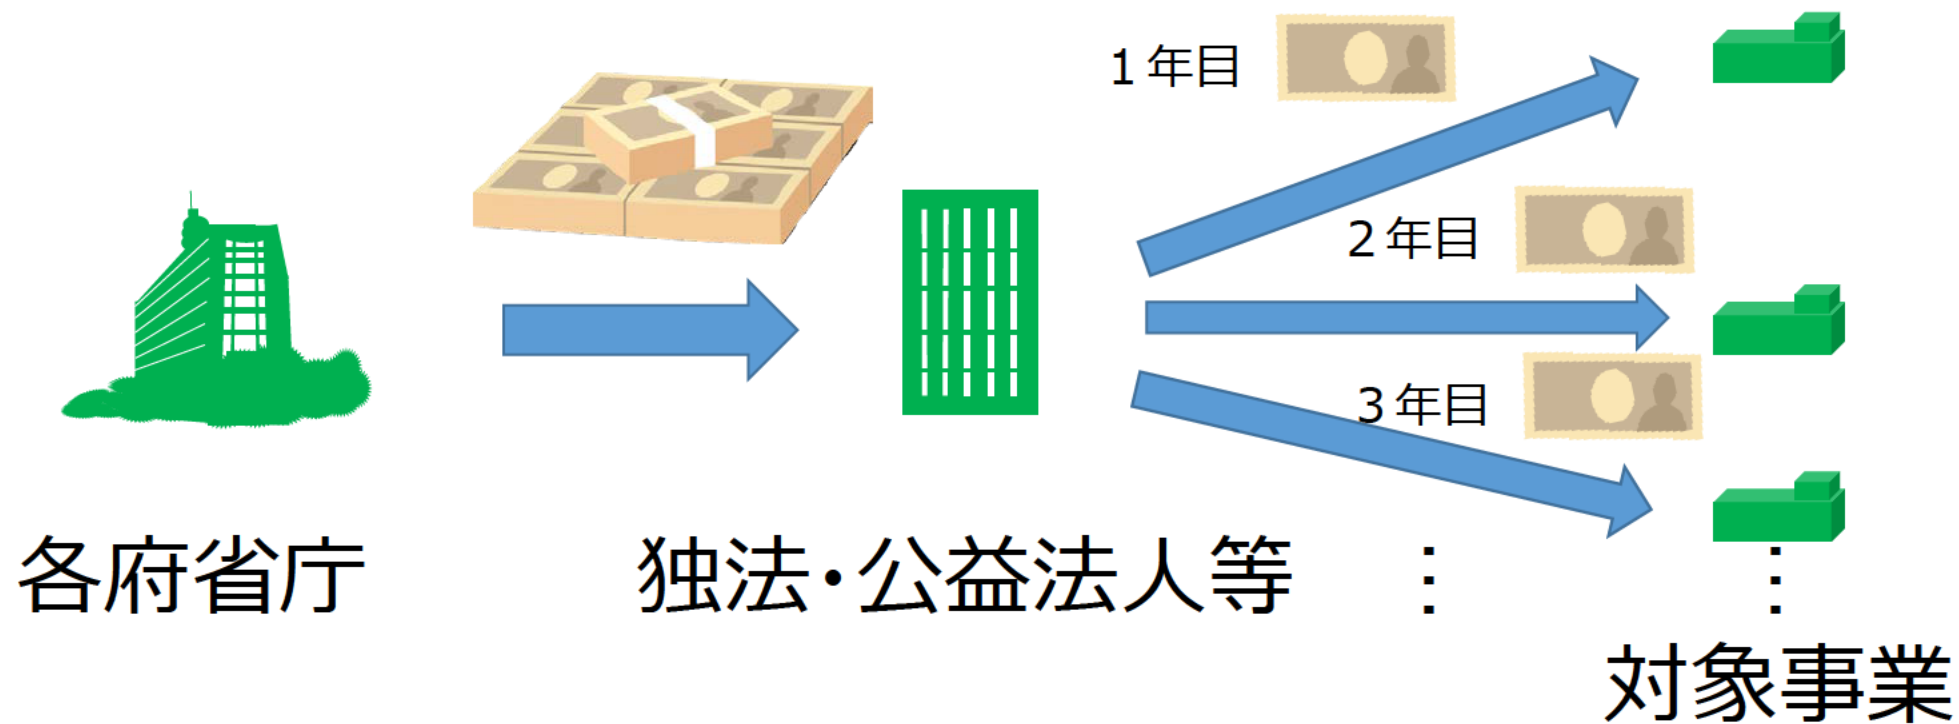 1年目
2年目
3年目
各府省庁
独法・公益法人等
⋮
⋮
対象事業